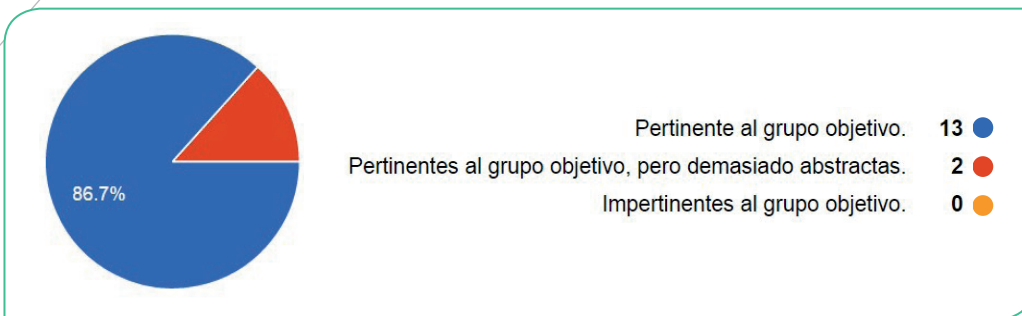 Pertinente al grupo objetivo. 13
Pertinentes al grupo objetivo, pero demasiado abstractas. 2
86.7%
Impertinentes al grupo objetivo. 0